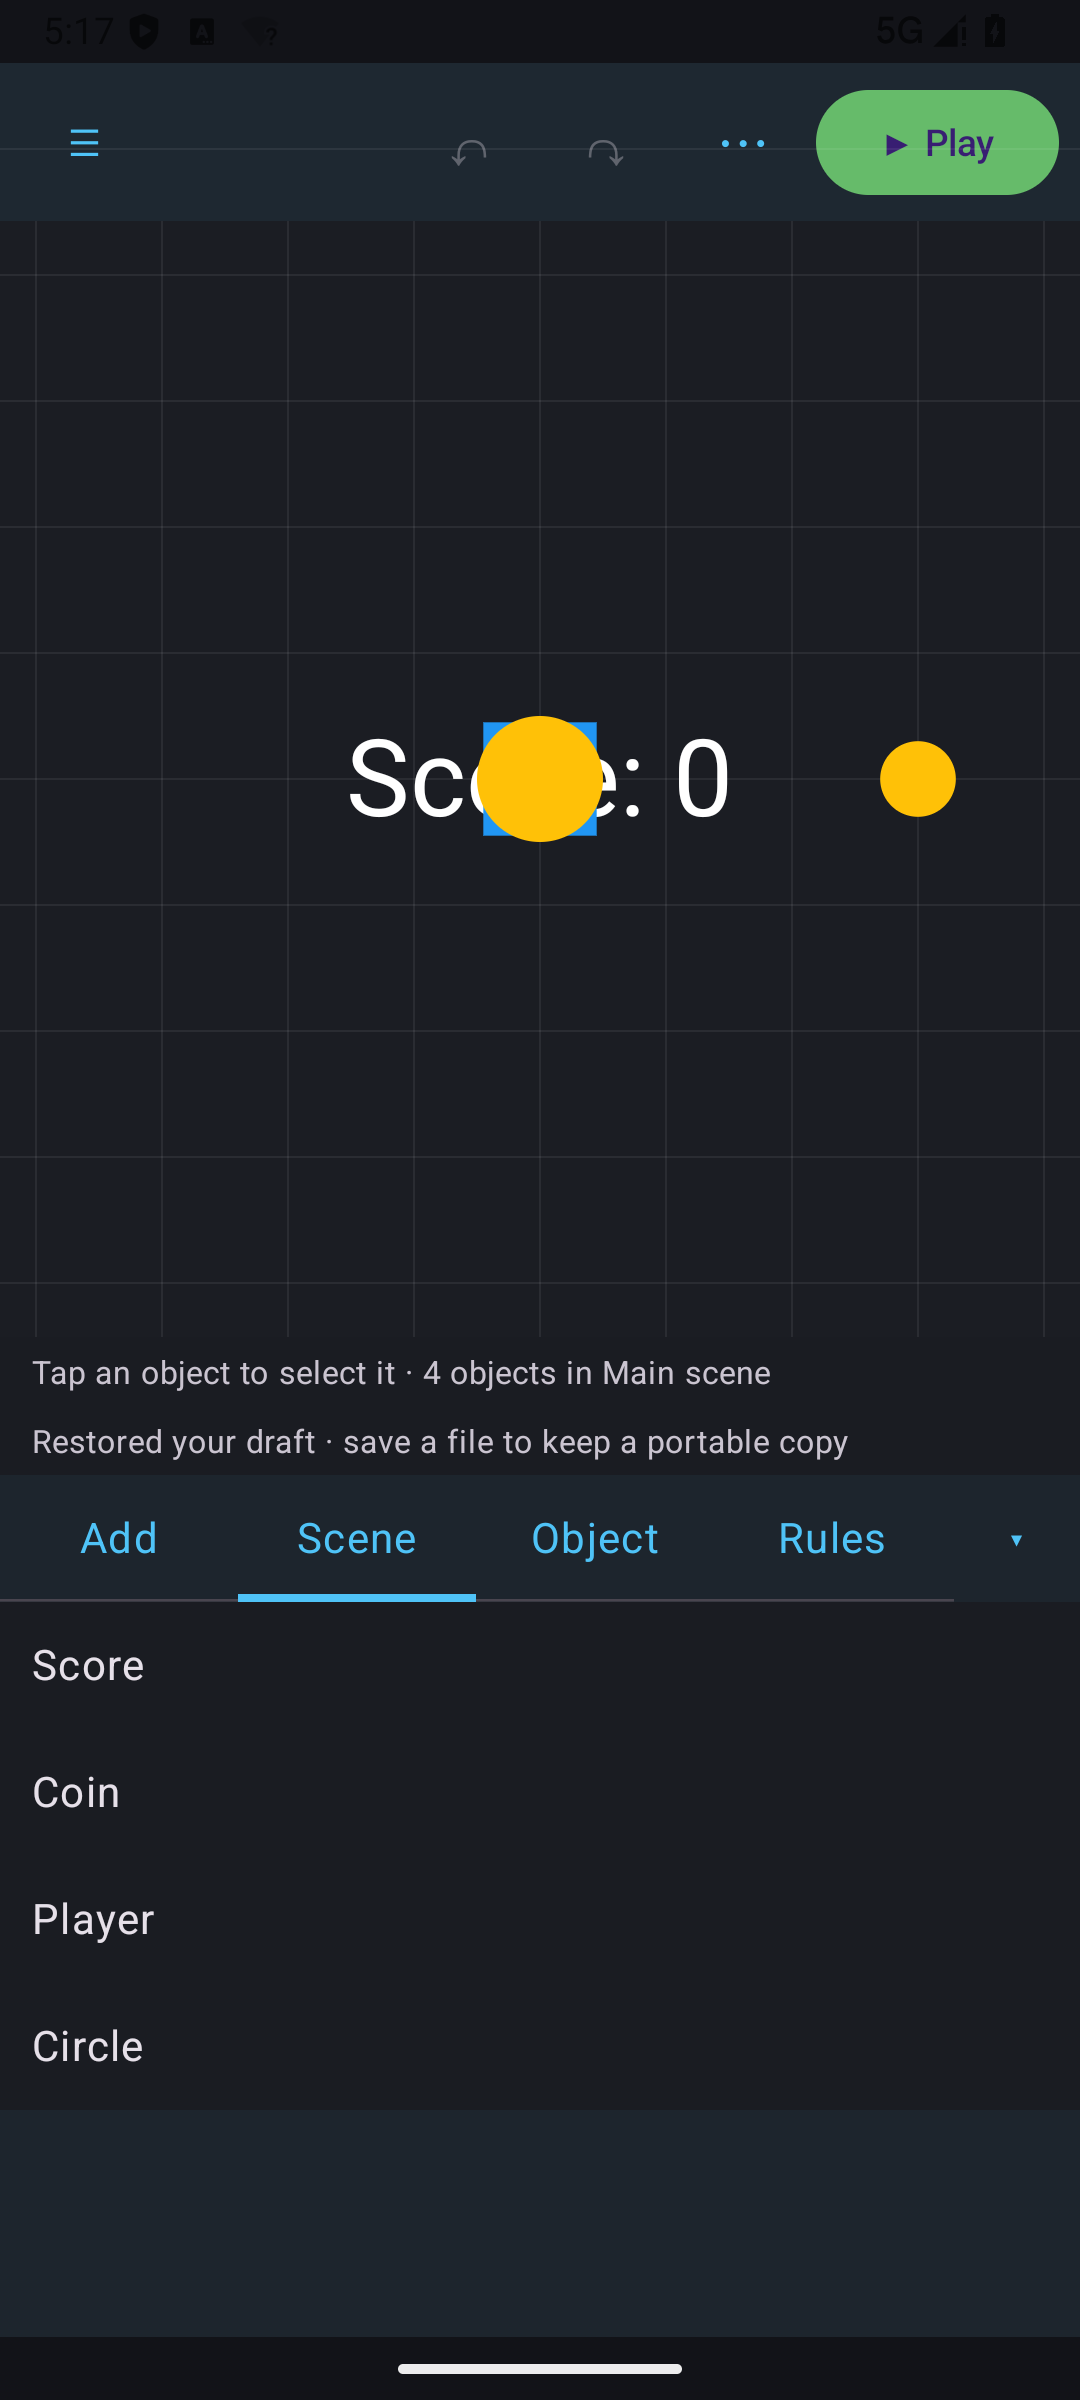 5:17
5G
Play
Score: 0
Tap an object to select it · 4 objects in Main scene
Restored your draft · save a file to keep a portable copy
Add Scene Object Rules
Score
Coin
Player
Circle